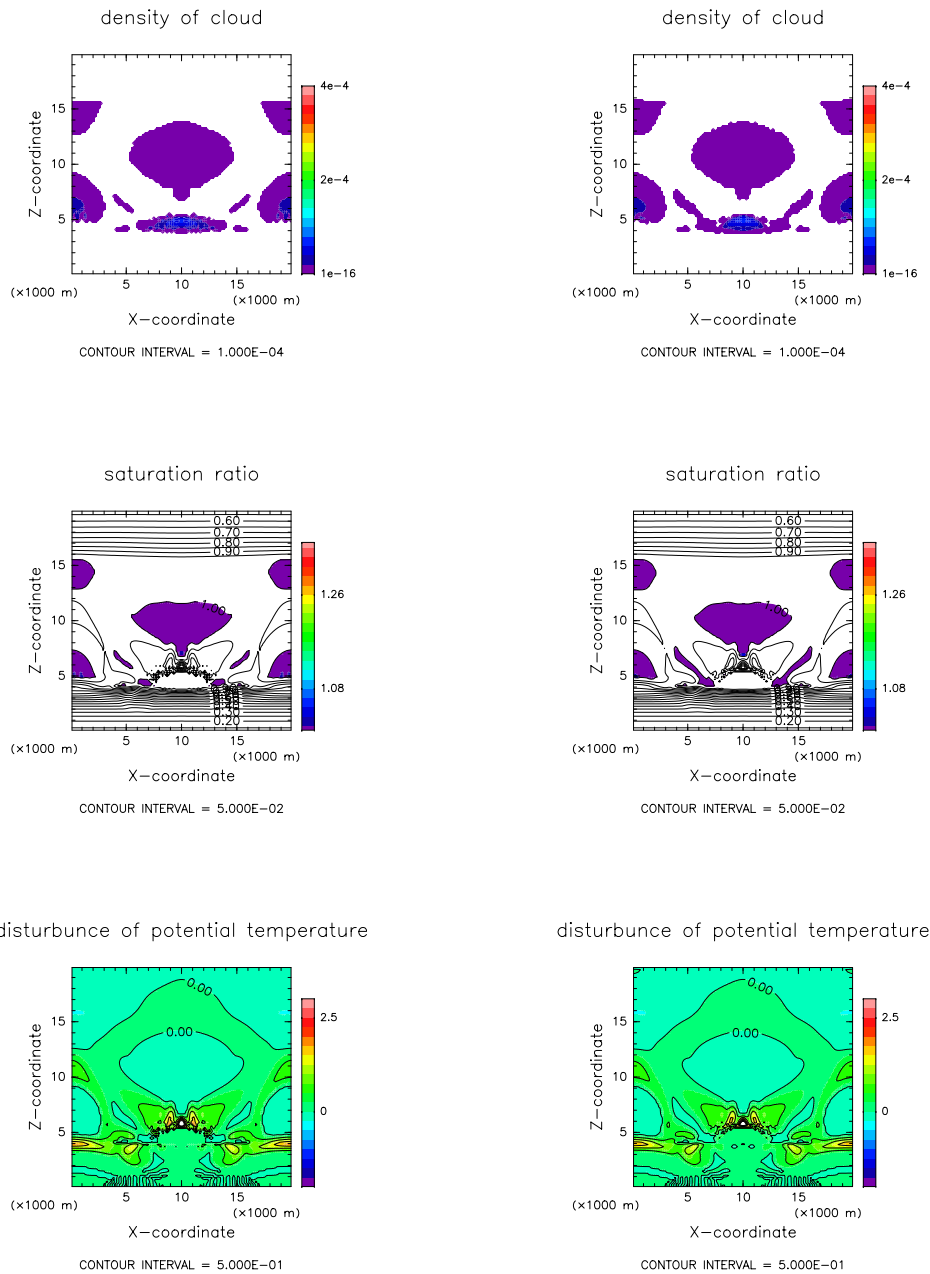 density of cloud density of cloud
Z−coordinate Z−coordinate
15 4e−4 15 4e−4
10 2e−4 10 2e−4
5 1e−16 5 1e−16
5 10 15 5 10 15
(×1000 m) (×1000 m) (×1000 m) (×1000 m)
X−coordinate X−coordinate
CONTOUR INTERVAL = 1.000E−04 CONTOUR INTERVAL = 1.000E−04
saturation ratio saturation ratio
Z−coordinate Z−coordinate
0.60 0.60
0.70 0.70
0.80 0.80
0.90 0.90
15 1.26 15 1.26
1.00 1.00
10 10
5 1.08 5 1.08
0.20 0.20
5 10 15 5 10 15
(×1000 m) (×1000 m) (×1000 m) (×1000 m)
X−coordinate X−coordinate
CONTOUR INTERVAL = 5.000E−02 CONTOUR INTERVAL = 5.000E−02
disturbunce of potential temperature disturbunce of potential temperature
Z−coordinate Z−coordinate
0.00 0.00
15 2.5 15 2.5
0.00 0.00
10 0 10 0
5 5
5 10 15 5 10 15
(×1000 m) (×1000 m) (×1000 m) (×1000 m)
X−coordinate X−coordinate
CONTOUR INTERVAL = 5.000E−01 CONTOUR INTERVAL = 5.000E−01